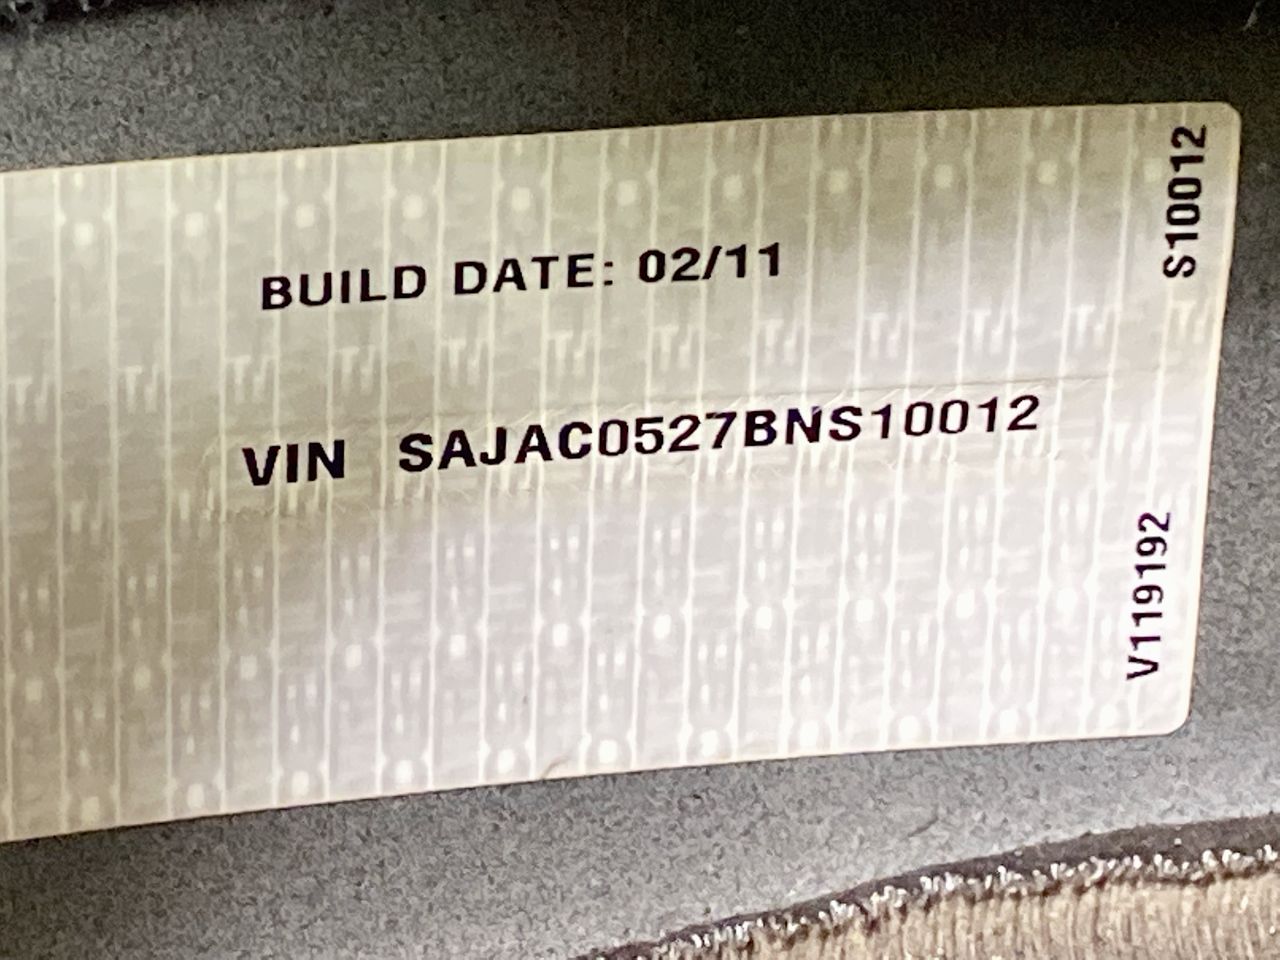 BUILD DATE: 02/11
VIN SAJAC0527BNS10012
S10012
V119192